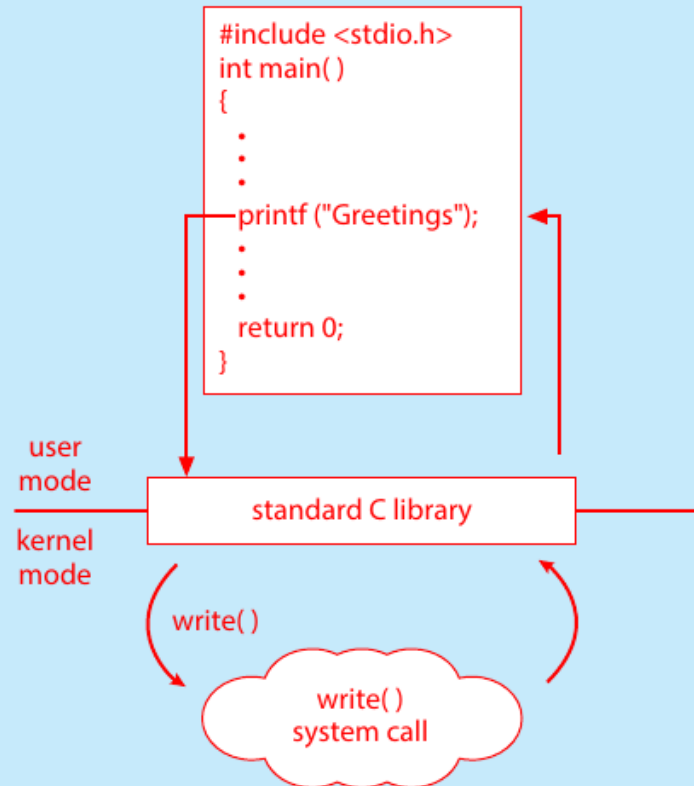 #include <stdio.h>
int main( )
{
•
•
•
printf ("Greetings");
•
•
•
return 0;
}
user
mode
standard C library
kernel
mode
write( )
write( )
system call